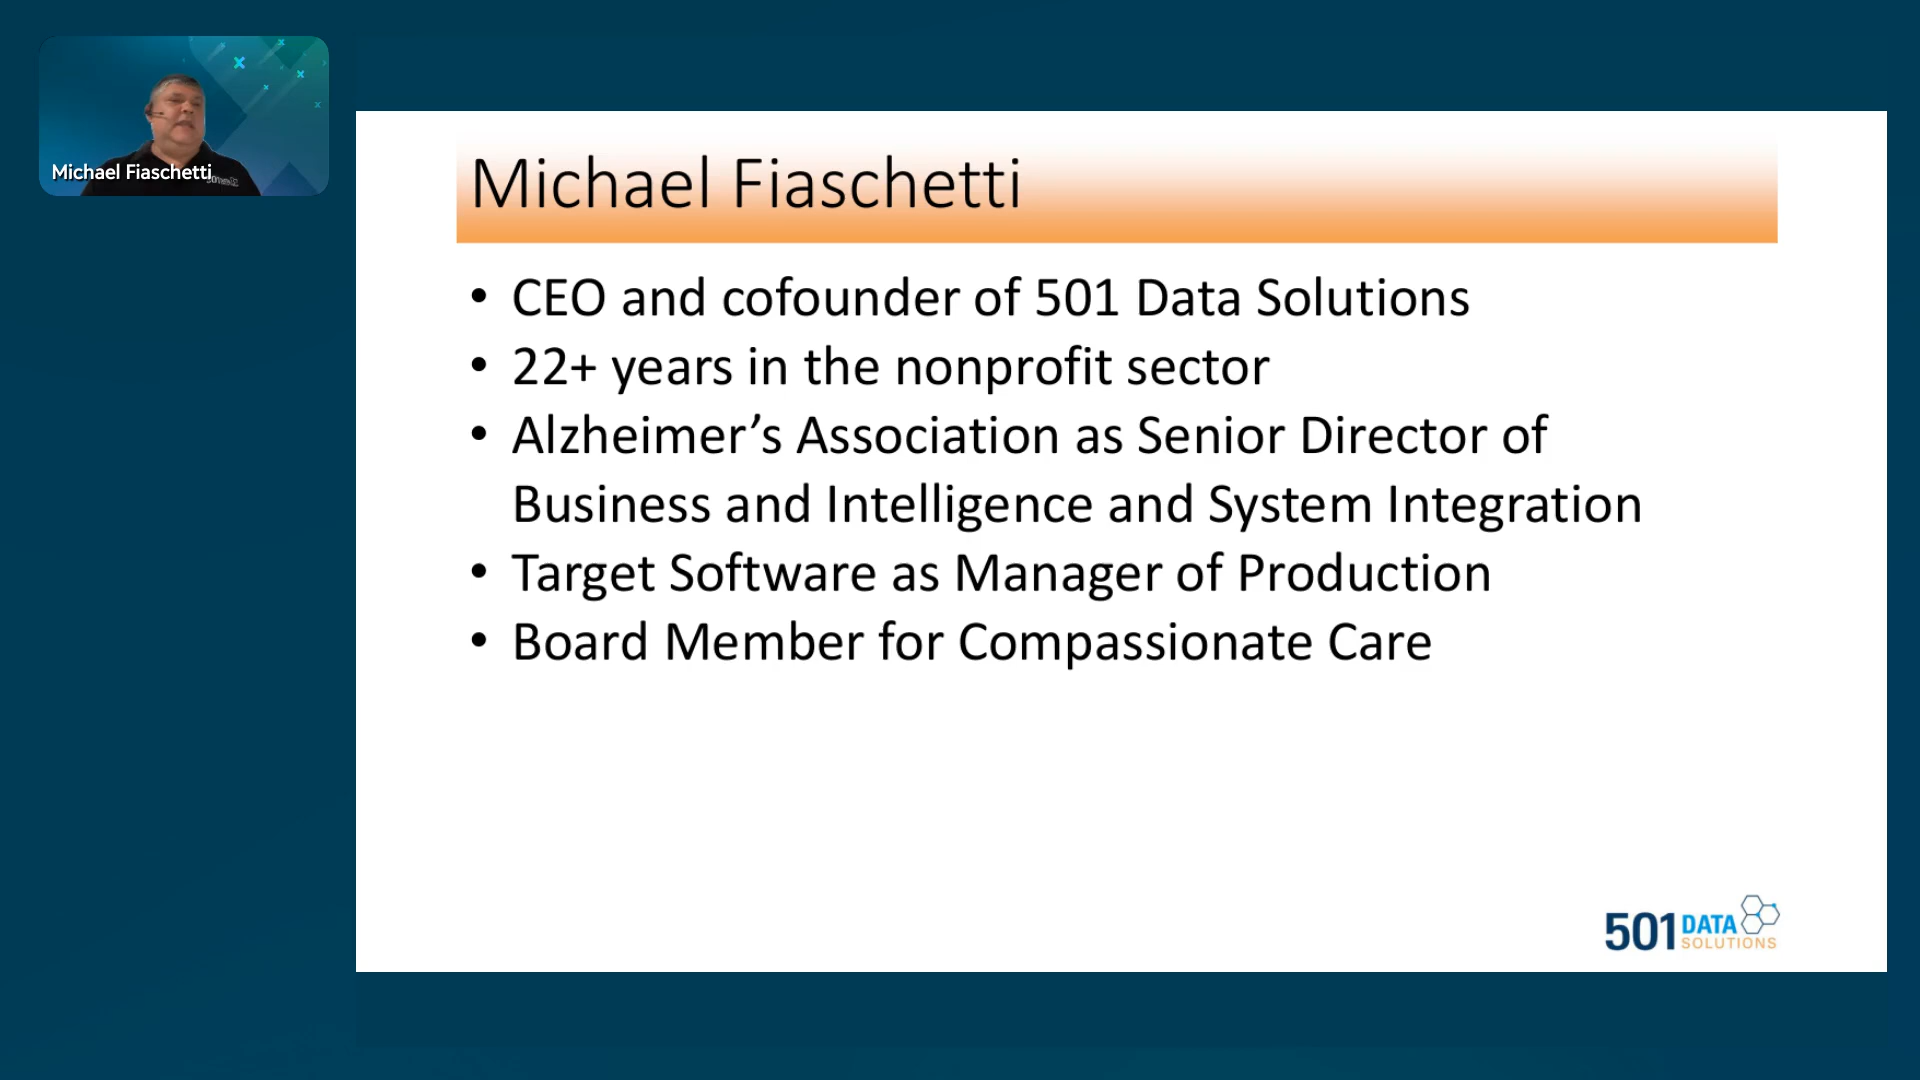 Michael Fiaschetti
Michael Fiaschetti
• CEO and cofounder of 501 Data Solutions
• 22+ years in the nonprofit sector
• Alzheimer’s Association as Senior Director of
Business and Intelligence and System Integration
• Target Software as Manager of Production
• Board Member for Compassionate Care
501 DATA
SOLUTIONS